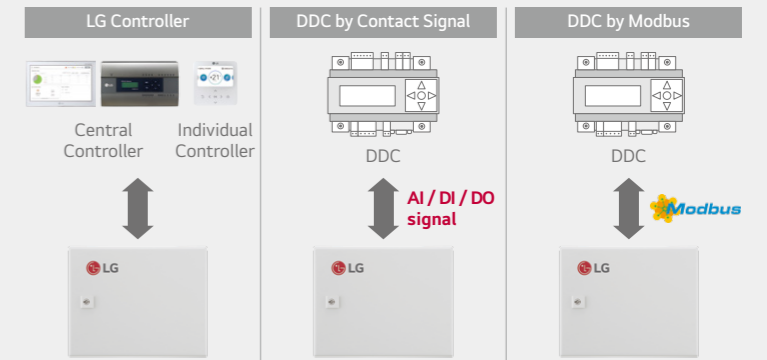 LG Controller
DDC by Contact Signal
DDC by Modbus
Central
Controller
Individual
Controller
DDC
DDC
AI / DI / DO
signal
Modbus
LG
LG
LG